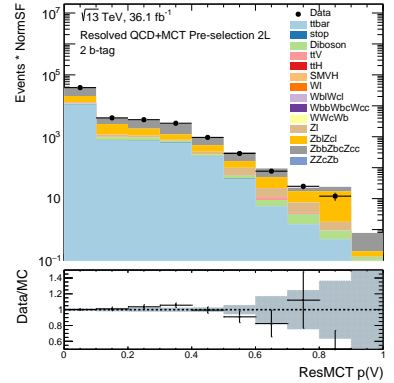 √13 TeV, 36.1 fb⁻¹
Resolved QCD+MCT Pre-selection 2L
2 b-tag
Events * NormSF
10⁷
10⁵
10³
10
10⁻¹
ttbar
stop
Diboson
ttV
ttH
SMVH
Wl
WblWcl
WbbWbcWcc
WWcWb
Zl
ZblZcl
ZbbZbcZcc
ZZcZb
Data
Data/MC
1.4
1.2
1.0
0.8
0.6
0 0.2 0.4 0.6 0.8 1
ResMCT p(V)